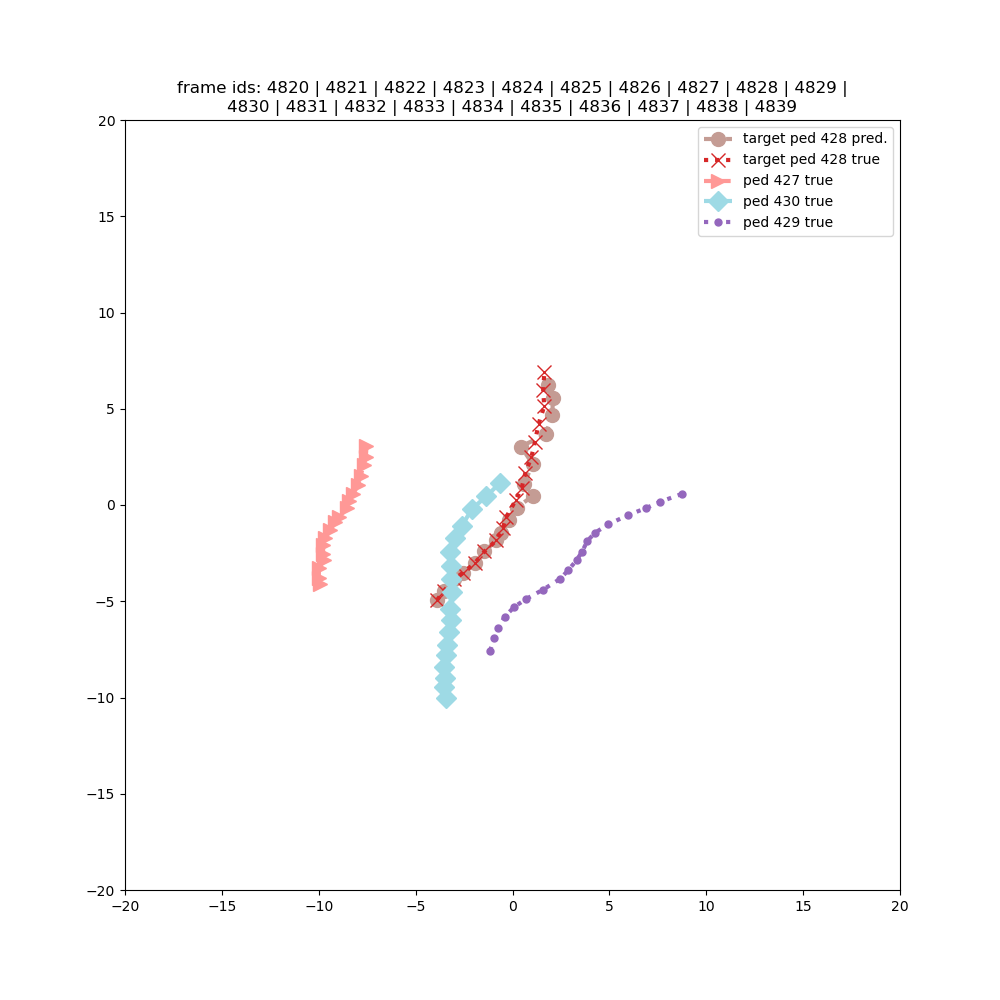 frame ids: 4820 | 4821 | 4822 | 4823 | 4824 | 4825 | 4826 | 4827 | 4828 | 4829 |
4830 | 4831 | 4832 | 4833 | 4834 | 4835 | 4836 | 4837 | 4838 | 4839
target ped 428 pred.
target ped 428 true
ped 427 true
ped 430 true
ped 429 true
20
15
10
5
0
−5
−10
−15
−20
−20 −15 −10 −5 0 5 10 15 20